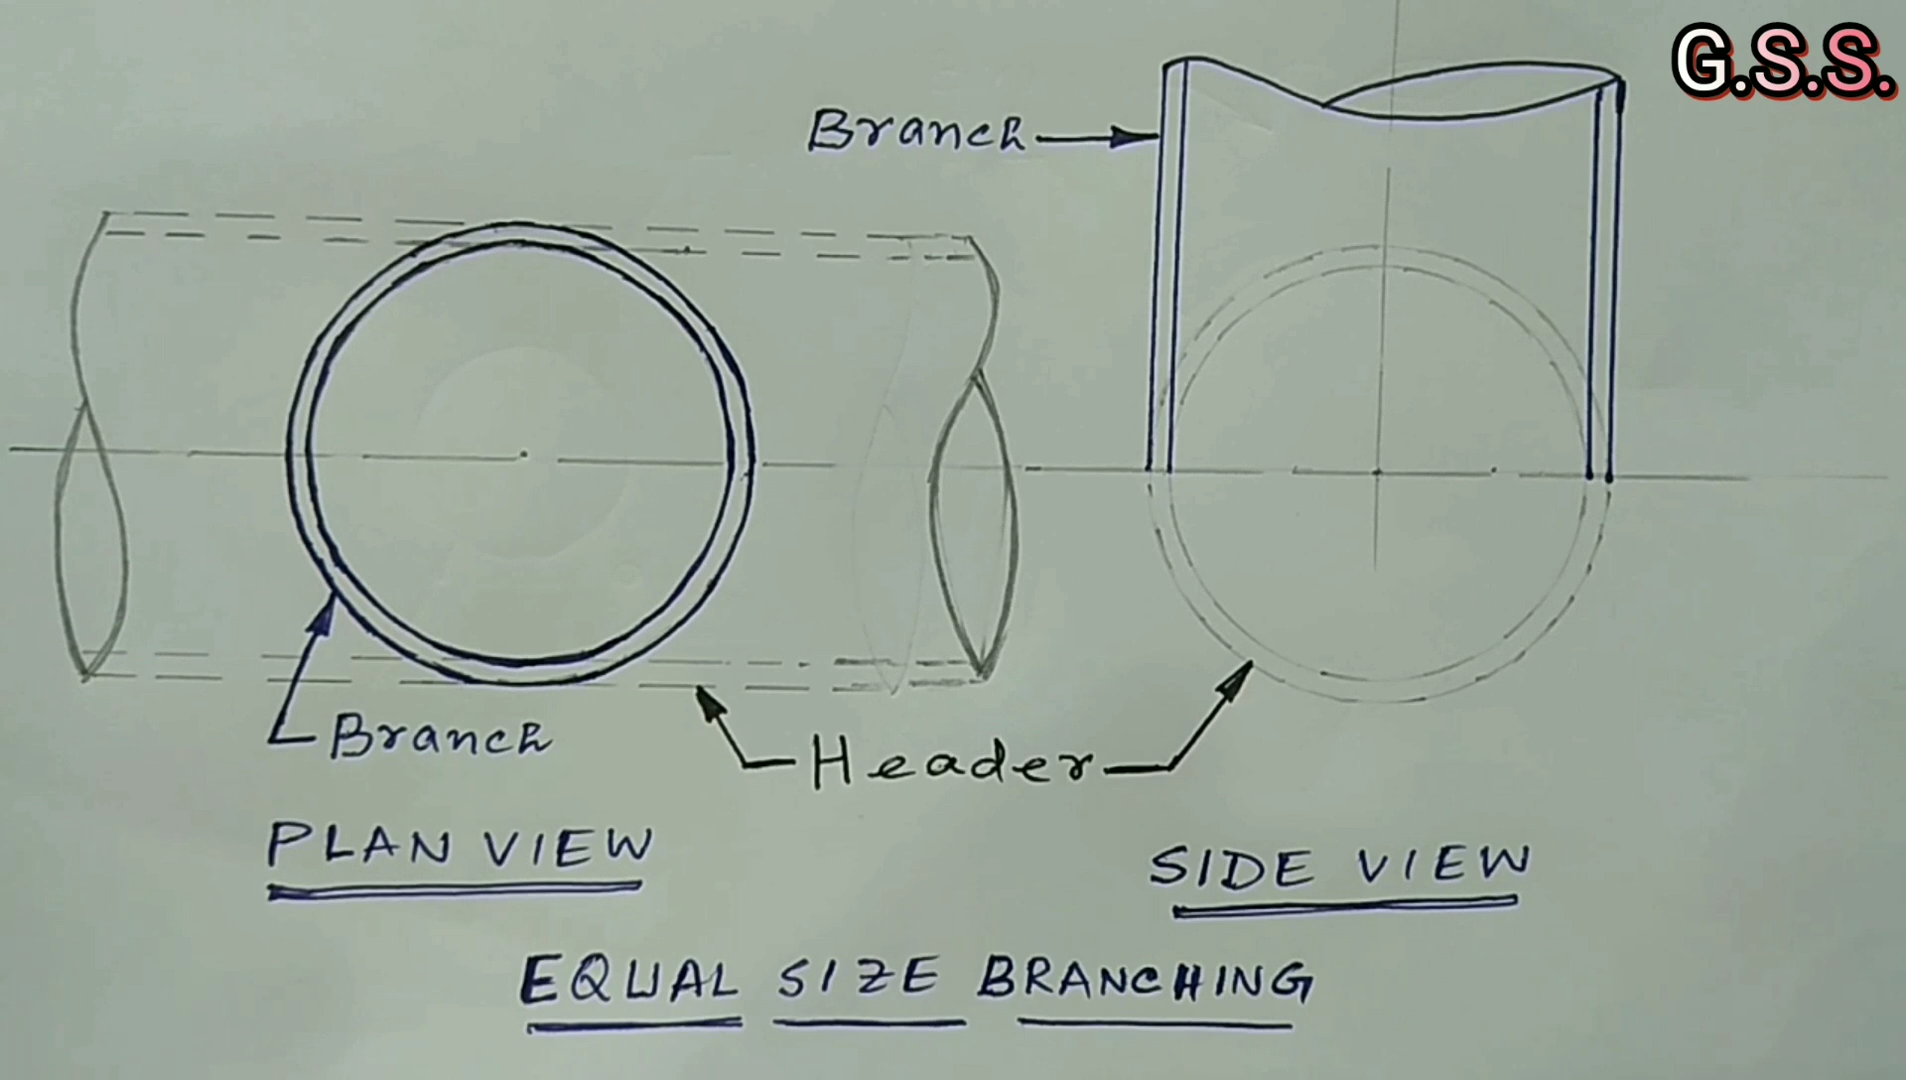 G.S.S.
Branch
Branch
Header
PLAN VIEW
SIDE VIEW
EQUAL SIZE BRANCHING